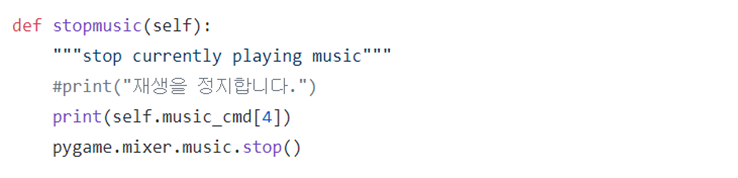 def stopmusic(self):
    """stop currently playing music"""
    #print("재생을 정지합니다.")
    print(self.music_cmd[4])
    pygame.mixer.music.stop()